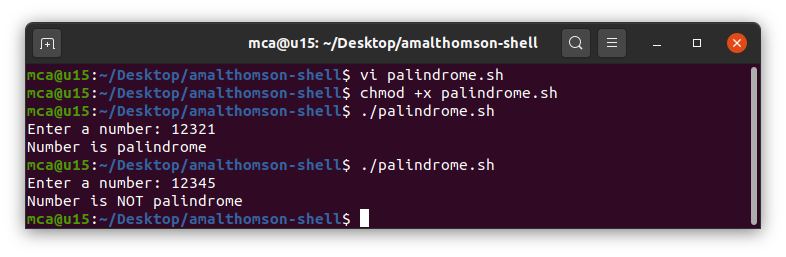 mca@u15: ~/Desktop/amalthomson-shell
mca@u15:~/Desktop/amalthomson-shell$ vi palindrome.sh
mca@u15:~/Desktop/amalthomson-shell$ chmod +x palindrome.sh
mca@u15:~/Desktop/amalthomson-shell$ ./palindrome.sh
Enter a number: 12321
Number is palindrome
mca@u15:~/Desktop/amalthomson-shell$ ./palindrome.sh
Enter a number: 12345
Number is NOT palindrome
mca@u15:~/Desktop/amalthomson-shell$